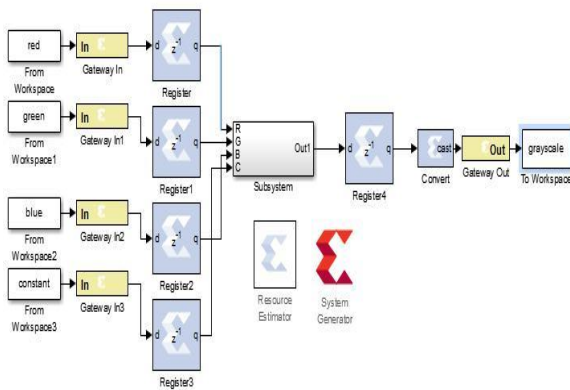 red
In
Gateway In
From
Workspace
d
z-1
q
Register
green
In
Gateway In1
From
Workspace1
d
z-1
q
Register1
blue
In
Gateway In2
From
Workspace2
d
z-1
q
Register2
constant
In
Gateway In3
From
Workspace3
d
z-1
q
Register3
R
G
B
C
Out1
Subsystem
d
z-1
q
Register4
cast
Convert
Out
Gateway Out
grayscale
To Workspace
Resource
Estimator
System
Generator